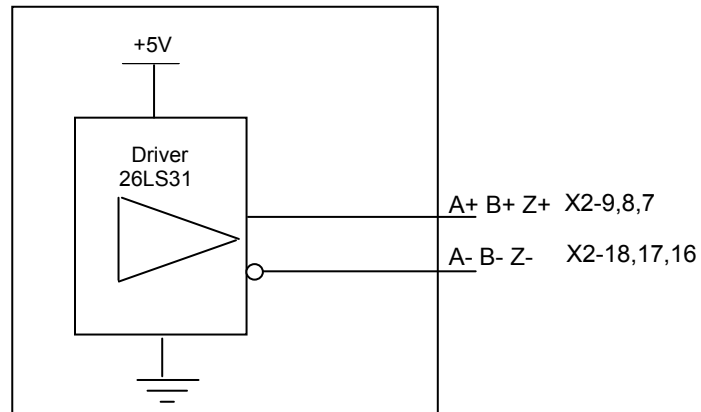 +5V
Driver
26LS31
A+ B+ Z+ X2-9,8,7
A- B- Z- X2-18,17,16